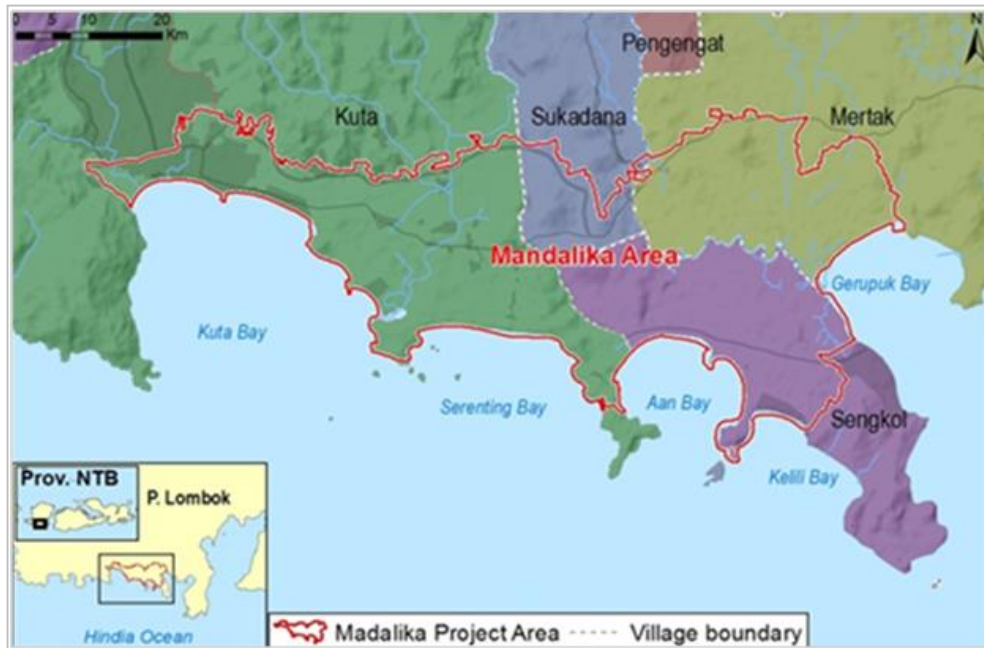 0 5 10 20
Km
N
Pengengat
Kuta
Sukadana
Mertak
Mandalika Area
Gerupuk Bay
Kuta Bay
Serenting Bay
Aan Bay
Sengkol
Kelili Bay
Prov. NTB
P. Lombok
Hindia Ocean
Madalika Project Area
Village boundary